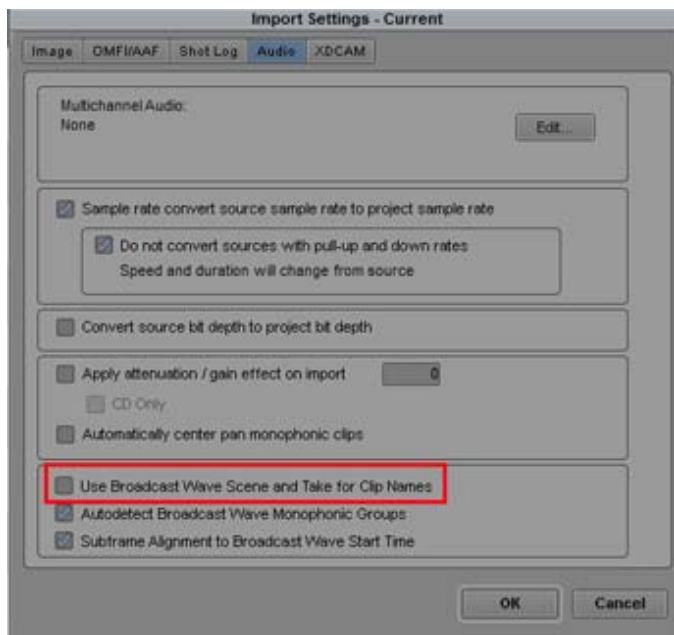 Import Settings - Current
Image OMFI/AAF Shot Log Audio XDCAM
Multichannel Audio:
None
Edit...
Sample rate convert source sample rate to project sample rate
Do not convert sources with pull-up and down rates
Speed and duration will change from source
Convert source bit depth to project bit depth
Apply attenuation / gain effect on import 0
CD Only
Automatically center pan monophonic clips
Use Broadcast Wave Scene and Take for Clip Names
Autodetect Broadcast Wave Monophonic Groups
Subframe Alignment to Broadcast Wave Start Time
OK Cancel